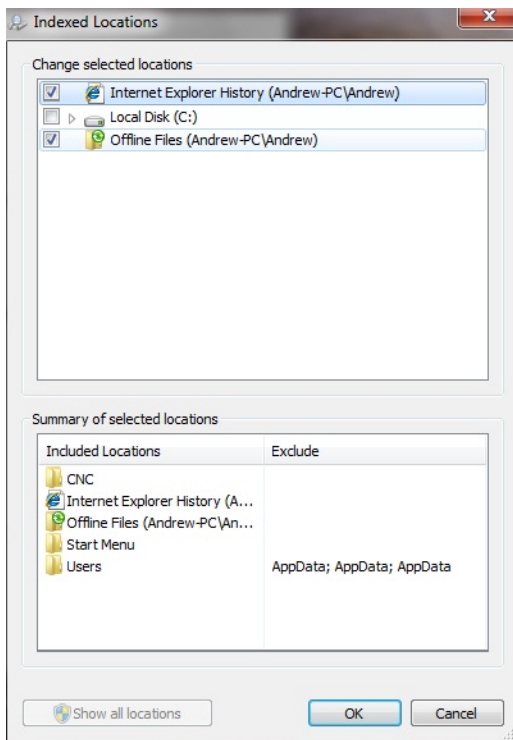 Indexed Locations
Change selected locations
Internet Explorer History (Andrew-PC\Andrew)
Local Disk (C:)
Offline Files (Andrew-PC\Andrew)
Summary of selected locations
Included Locations Exclude
CNC
Internet Explorer History (A...
Offline Files (Andrew-PC\An...
Start Menu
Users AppData; AppData; AppData
Show all locations OK Cancel